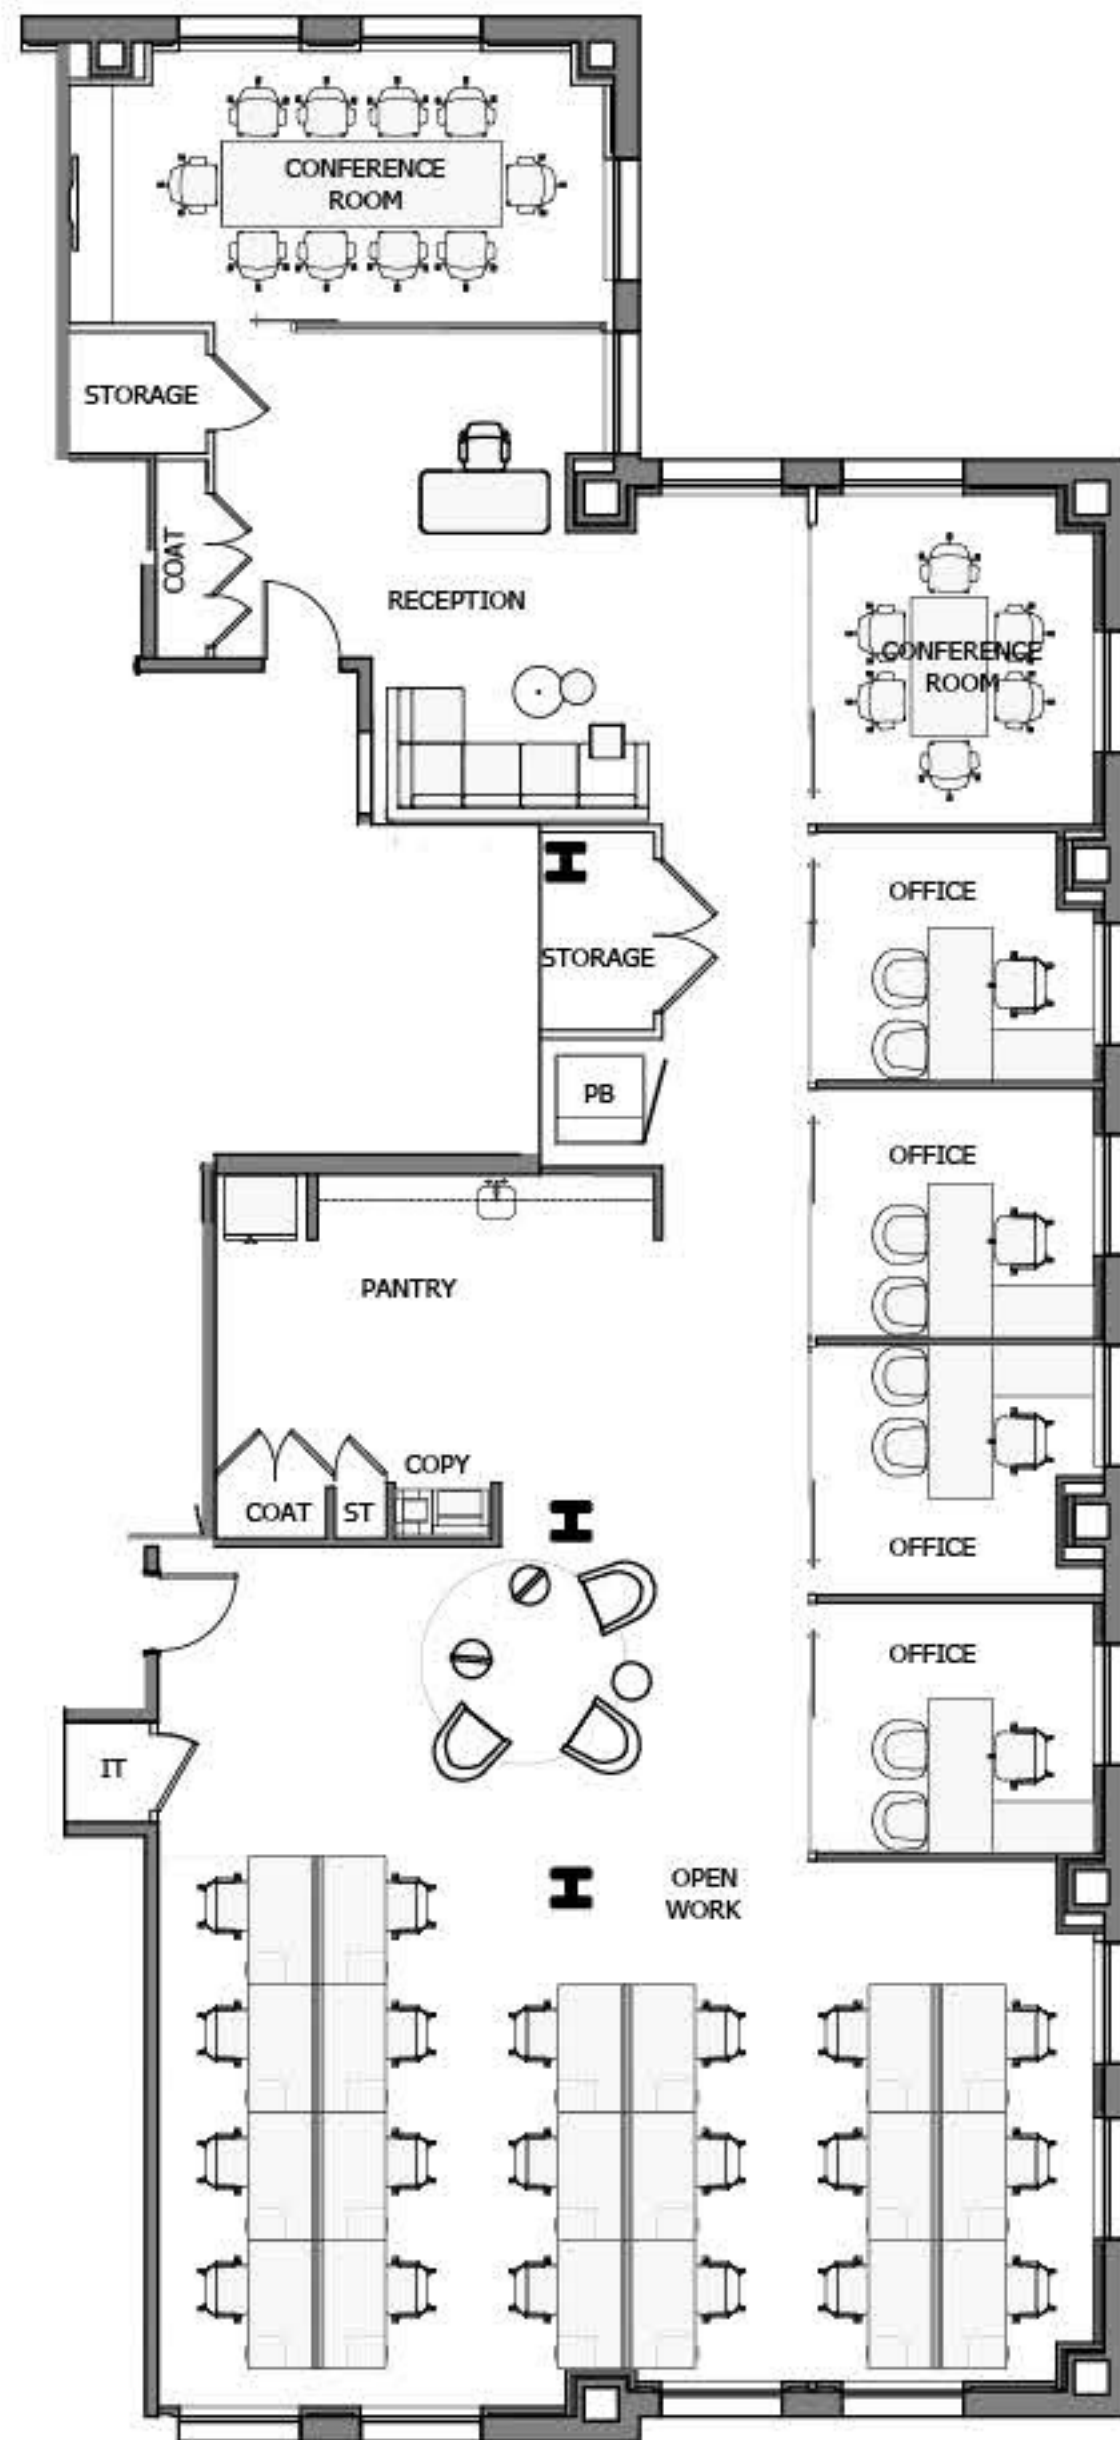 CONFERENCE
ROOM
STORAGE
COAT
RECEPTION
CONFERENCE
ROOM
OFFICE
STORAGE
PB
OFFICE
PANTRY
COPY
COAT
ST
OFFICE
OFFICE
IT
OPEN
WORK